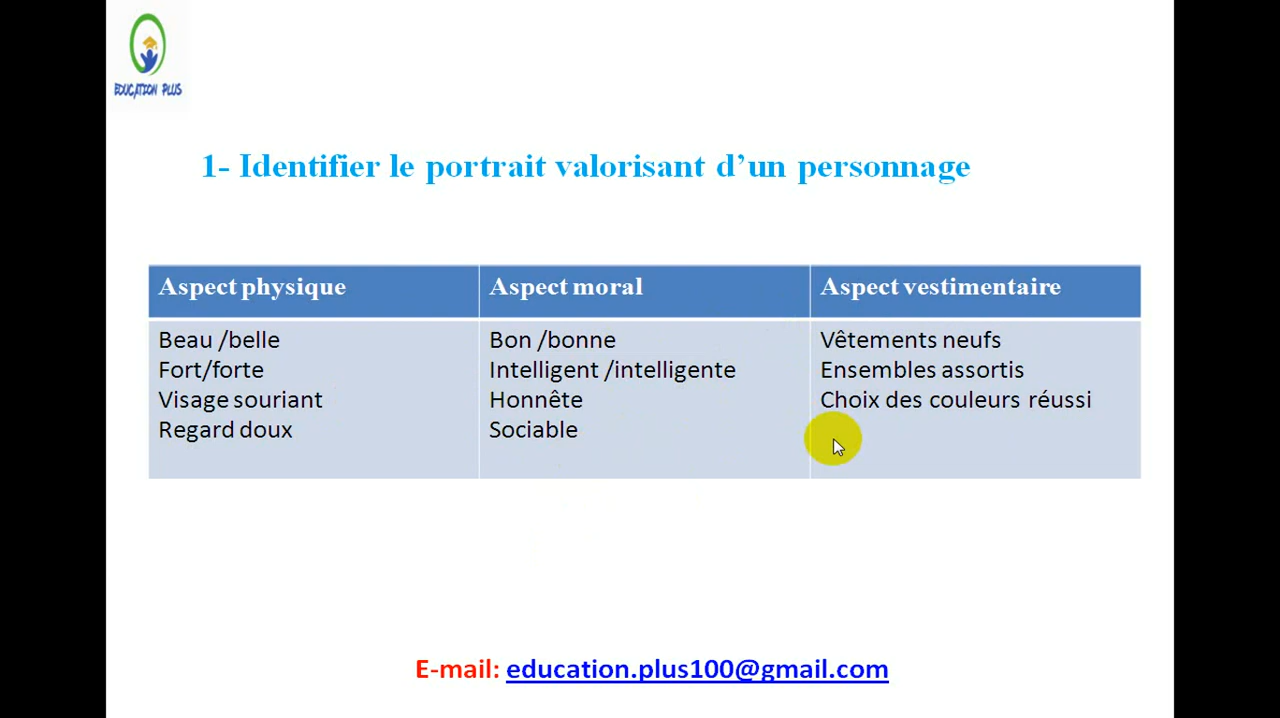 EDUCATION PLUS
1- Identifier le portrait valorisant d’un personnage
Aspect physique
Aspect moral
Aspect vestimentaire
Beau /belle
Fort/forte
Visage souriant
Regard doux
Bon /bonne
Intelligent /intelligente
Honnête
Sociable
Vêtements neufs
Ensembles assortis
Choix des couleurs réussi
E-mail: education.plus100@gmail.com